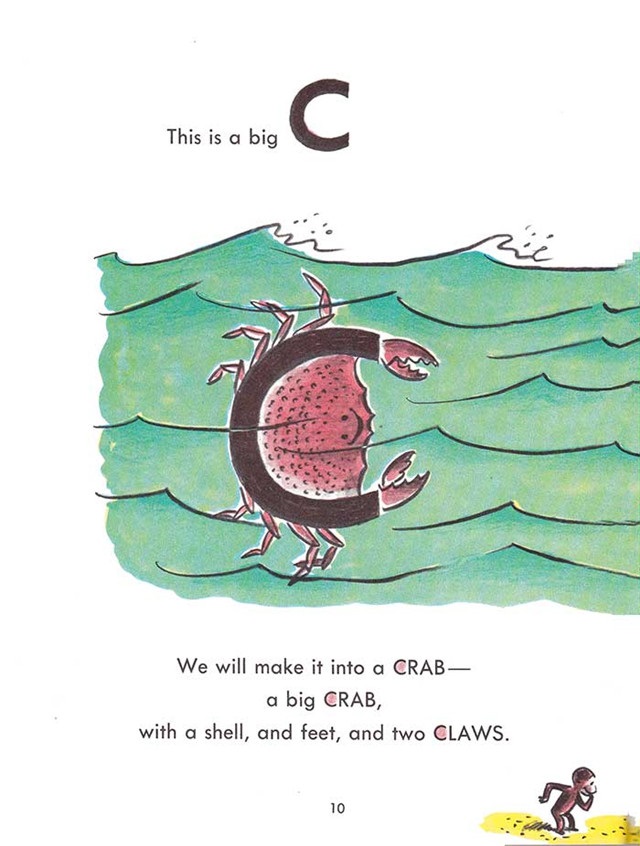 This is a big C
We will make it into a CRAB—
a big CRAB,
with a shell, and feet, and two CLAWS.
10